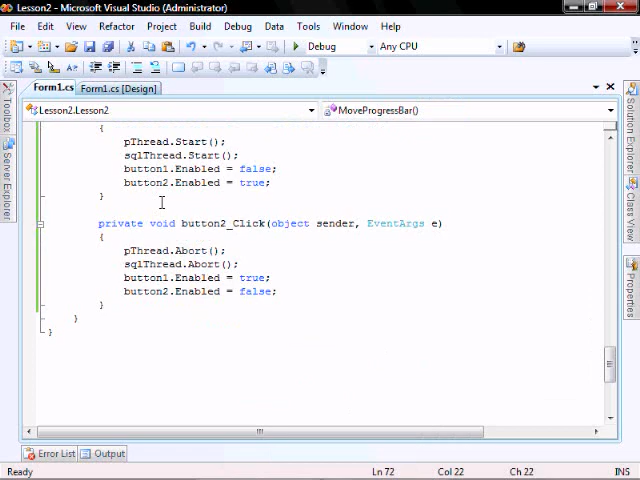 Lesson2 - Microsoft Visual Studio (Administrator)
File Edit View Refactor Project Build Debug Data Tools Window Help
Debug Any CPU
Form1.cs Form1.cs [Design]
Lesson2.Lesson2 MoveProgressBar()
{
pThread.Start();
sqlThread.Start();
button1.Enabled = false;
button2.Enabled = true;
}
private void button2_Click(object sender, EventArgs e)
{
pThread.Abort();
sqlThread.Abort();
button1.Enabled = true;
button2.Enabled = false;
}
}
}
Toolbox
Server Explorer
Solution Explorer
Class View
Properties
Error List Output
Ready Ln 72 Col 22 Ch 22 INS